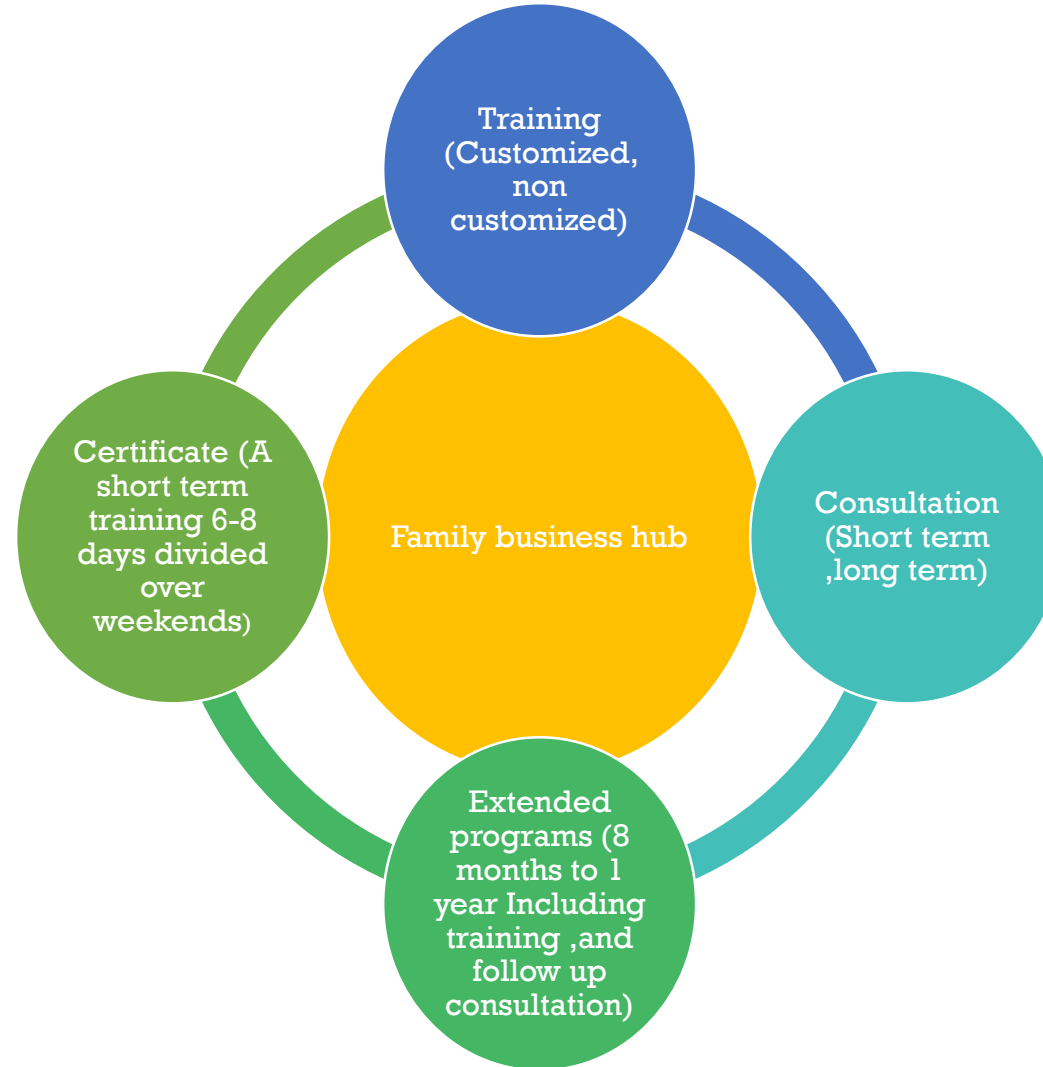 Training
(Customized,
non
customized)
Certificate (A
short term
training 6-8
days divided
over
weekends)
Family business hub
Consultation
(Short term
,long term)
Extended
programs (8
months to 1
year Including
training ,and
follow up
consultation)